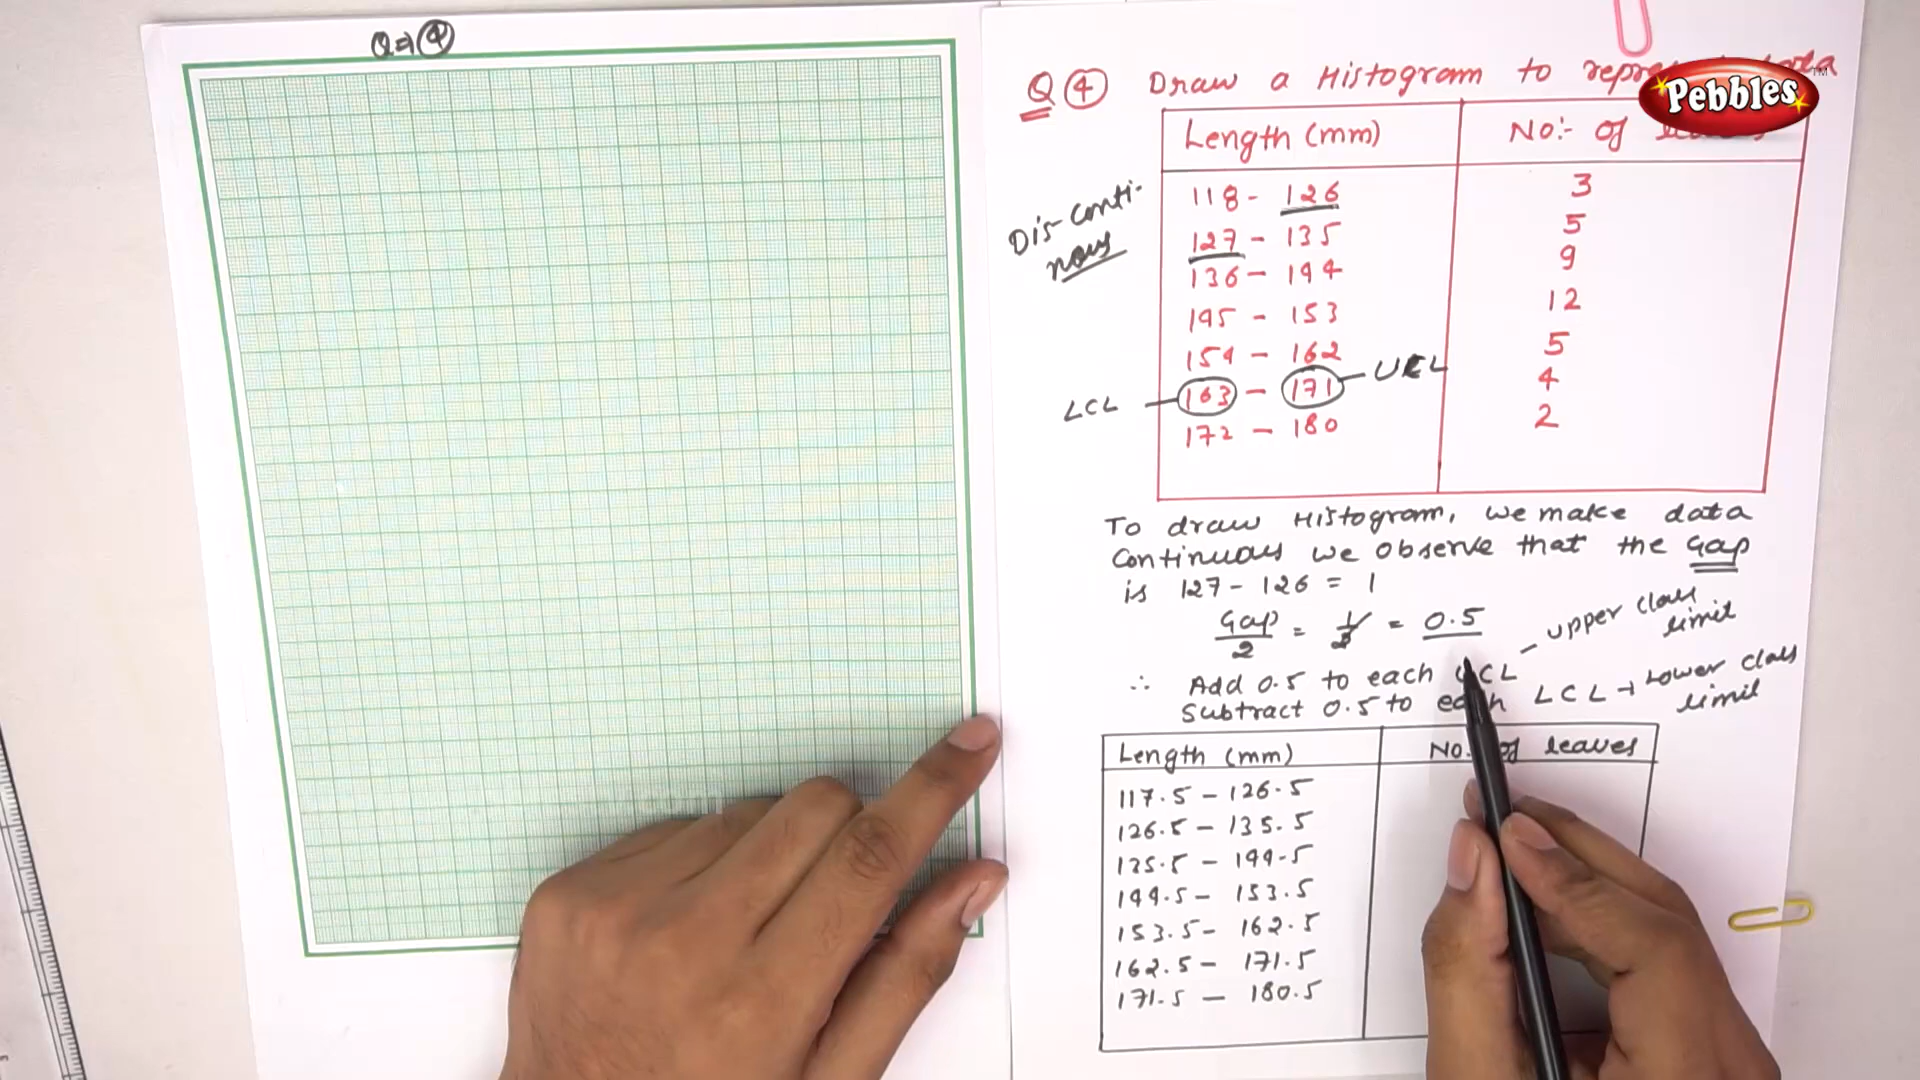 Q⇒④
Q ④ Draw a Histogram to
Pebbles™
Length (mm) No:- of
118 - 126 3
127 - 135 5
136 - 144 9
145 - 153 12
154 - 162 5
163 - 171 4
172 - 180 2
Dis-conti-
nous
LCL
UCL
To draw Histogram, we make data
continuous we observe that the Gap
is 127 - 126 = 1
Gap/2 = 1/2 = 0.5
∴ Add 0.5 to each UCL - upper class limit
Subtract 0.5 to each LCL → Lower class limit
Length (mm) No. of leaves
117.5 - 126.5
126.5 - 135.5
135.5 - 144.5
144.5 - 153.5
153.5 - 162.5
162.5 - 171.5
171.5 - 180.5